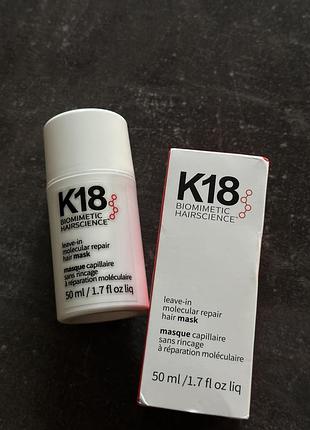 K18
BIOMIMETIC
HAIRSCIENCE
leave-in
molecular repair
hair mask
masque capillaire
sans rinçage
à réparation moléculaire
50 ml / 1.7 fl oz liq
K18
BIOMIMETIC
HAIRSCIENCE
leave-in
molecular repair
hair mask
masque capillaire
sans rinçage
à réparation moléculaire
50 ml / 1.7 fl oz liq